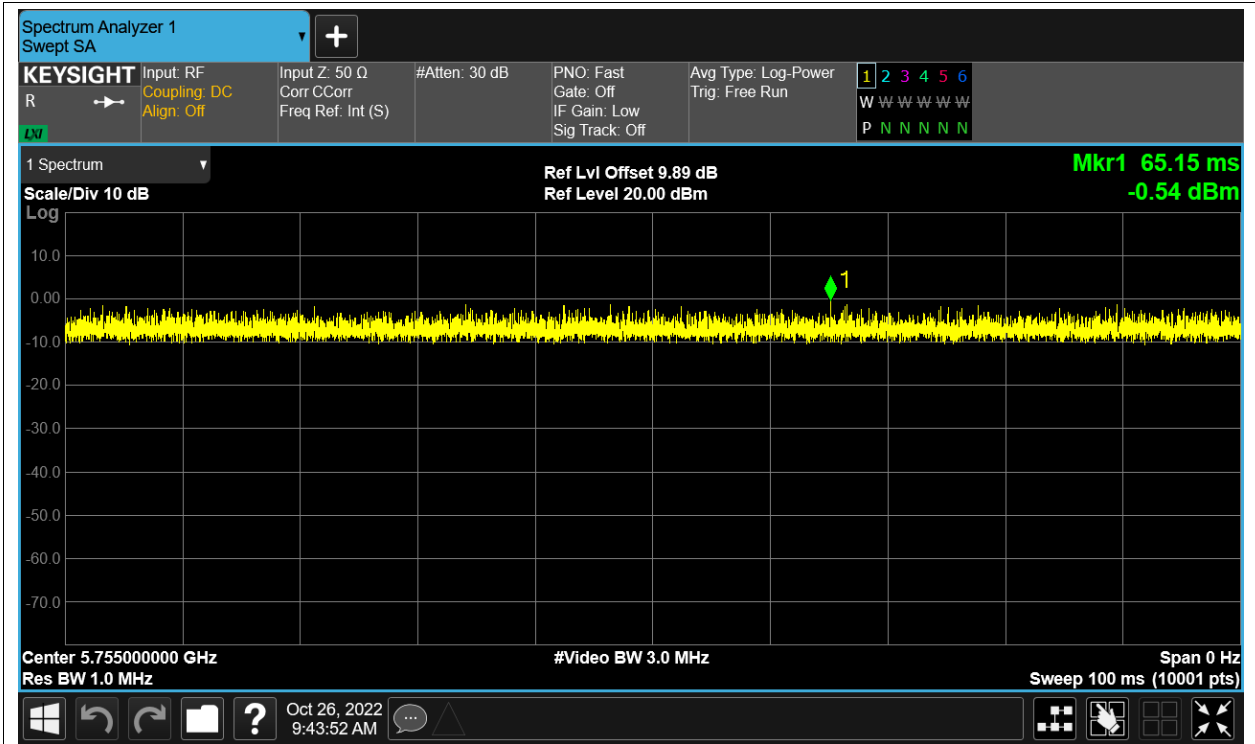 Spectrum Analyzer 1
Swept SA
KEYSIGHT
R
LXI
Input: RF
Coupling: DC
Align: Off
Input Z: 50 Ω
Corr CCorr
Freq Ref: Int (S)
#Atten: 30 dB
PNO: Fast
Gate: Off
IF Gain: Low
Sig Track: Off
Avg Type: Log-Power
Trig: Free Run
1 2 3 4 5 6
W W W W W W
P N N N N N
1 Spectrum
Scale/Div 10 dB
Log
Ref Lvl Offset 9.89 dB
Ref Level 20.00 dBm
Mkr1 65.15 ms
-0.54 dBm
10.0
1
0.00
-10.0
-20.0
-30.0
-40.0
-50.0
-60.0
-70.0
Center 5.755000000 GHz
Res BW 1.0 MHz
#Video BW 3.0 MHz
Span 0 Hz
Sweep 100 ms (10001 pts)
?
Oct 26, 2022
9:43:52 AM